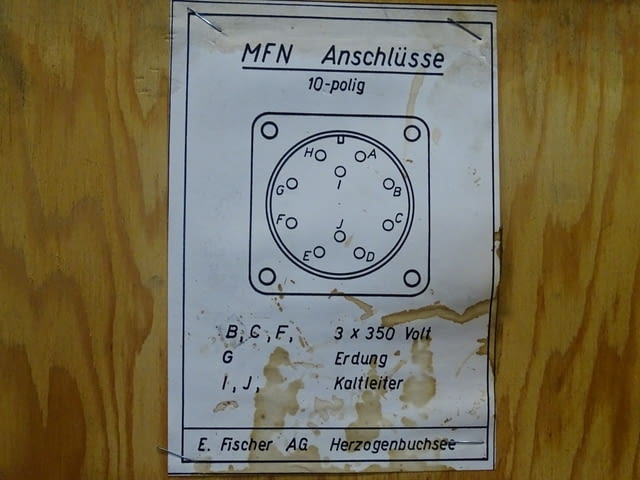 MFN Anschlüsse
10-polig
H A
I
G B
F C
J
E D
B, C, F, 3 x 350 Volt
G Erdung
I, J, Kaltleiter
E. Fischer AG Herzogenbuchsee